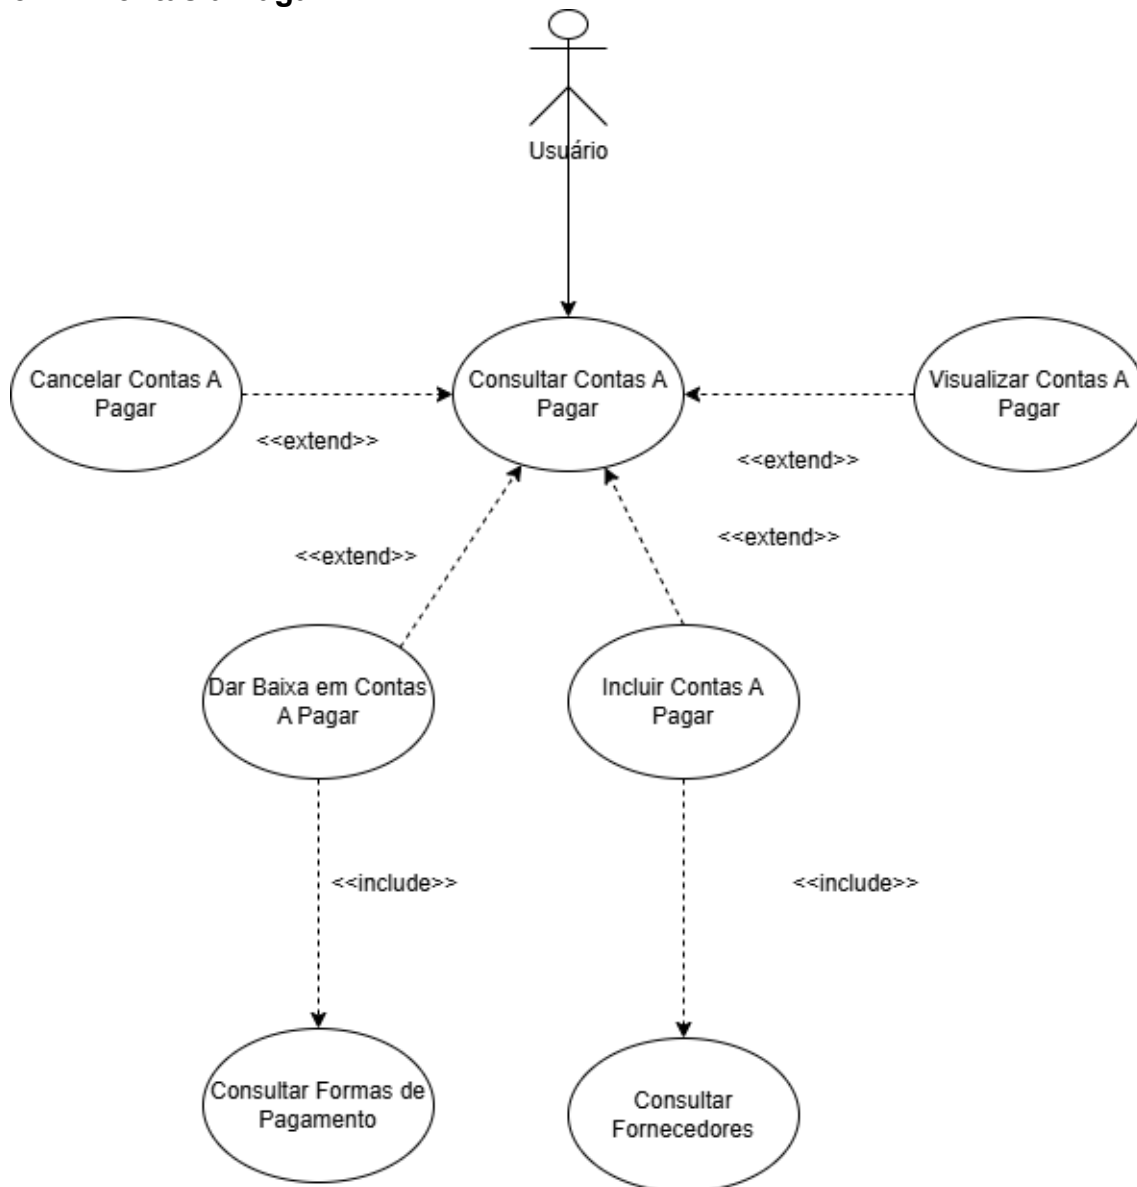 Usuário
Cancelar Contas A
Pagar
Consultar Contas A
Pagar
Visualizar Contas A
Pagar
<<extend>>
<<extend>>
<<extend>>
<<extend>>
Dar Baixa em Contas
A Pagar
Incluir Contas A
Pagar
<<include>>
<<include>>
Consultar Formas de
Pagamento
Consultar
Fornecedores